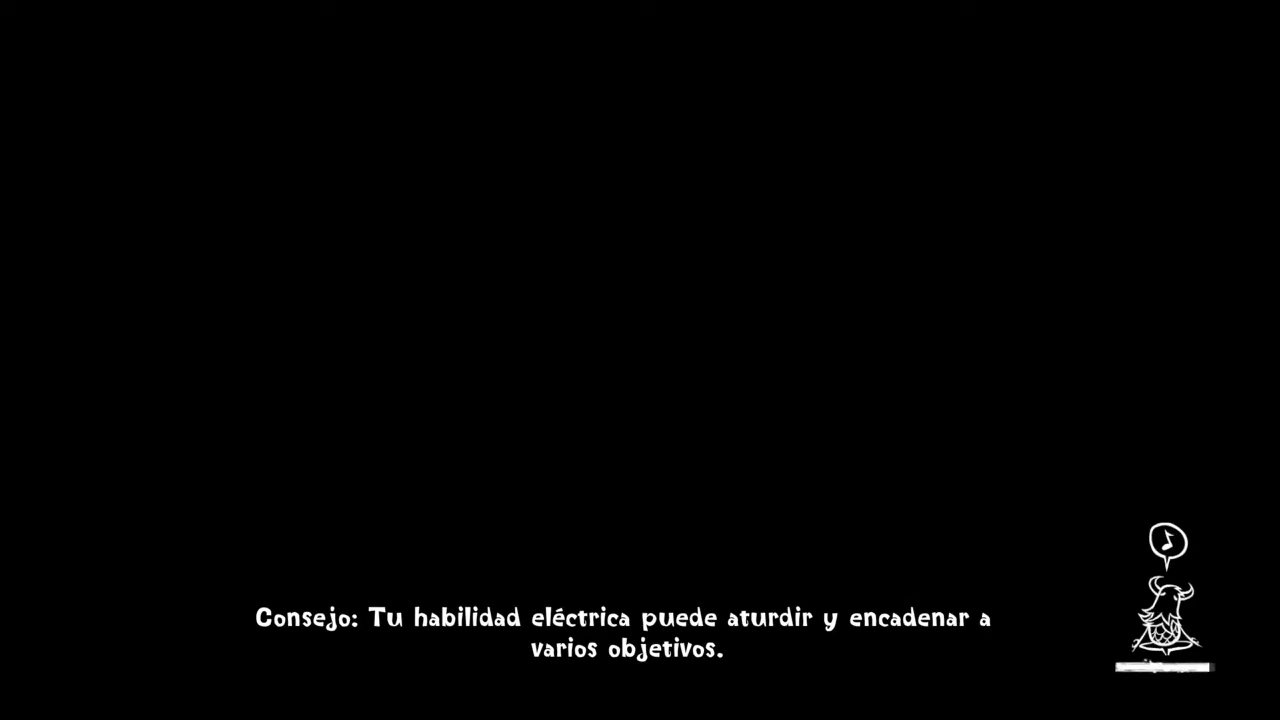 Consejo: Tu habilidad eléctrica puede aturdir y encadenar a
varios objetivos.